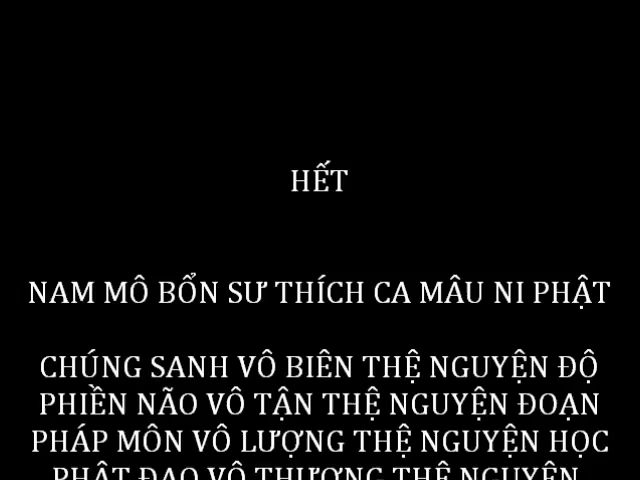 HẾT
NAM MÔ BỔN SƯ THÍCH CA MÂU NI PHẬT
CHÚNG SANH VÔ BIÊN THỆ NGUYỆN ĐỘ
PHIỀN NÃO VÔ TẬN THỆ NGUYỆN ĐOẠN
PHÁP MÔN VÔ LƯỢNG THỆ NGUYỆN HỌC
PHẬT ĐẠO VÔ THƯỢNG THỆ NGUYỆN